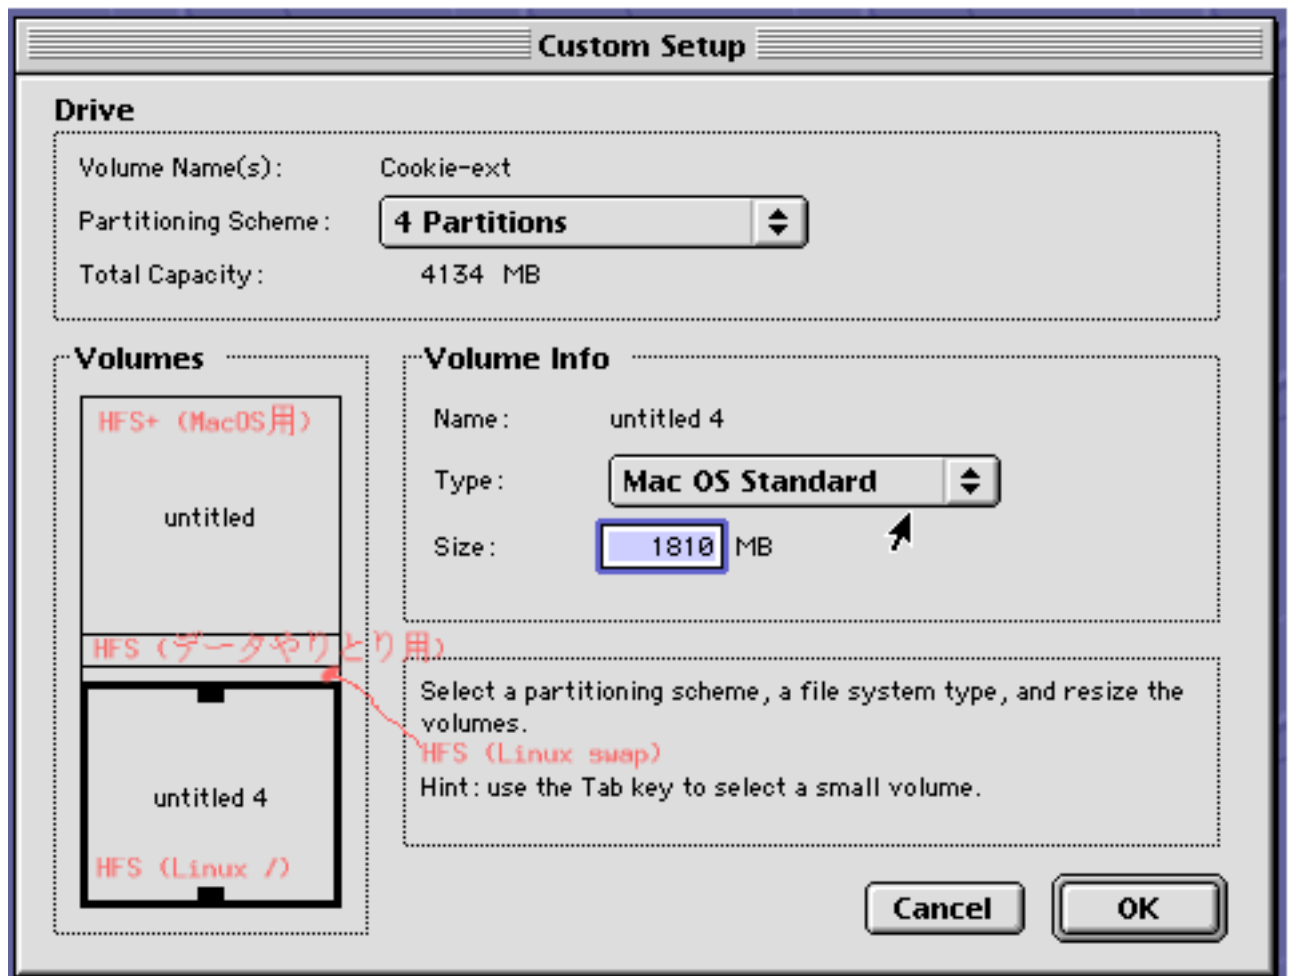 Custom Setup
Drive
Volume Name(s): Cookie-ext
Partitioning Scheme: 4 Partitions
Total Capacity: 4134 MB
Volumes
HFS+ (MacOS用)
untitled
HFS (データやりとり用)
untitled 4
HFS (Linux /)
Volume Info
Name: untitled 4
Type: Mac OS Standard
Size: 1810 MB
Select a partitioning scheme, a file system type, and resize the
volumes.
HFS (Linux swap)
Hint: use the Tab key to select a small volume.
Cancel OK